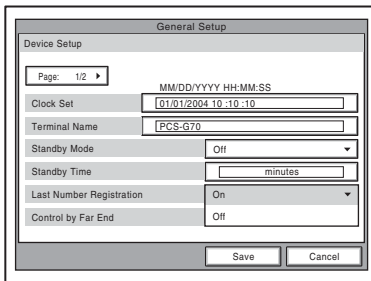 General Setup
Device Setup
Page: 1/2
MM/DD/YYYY HH:MM:SS
Clock Set 01/01/2004 10 :10 :10
Terminal Name PCS-G70
Standby Mode Off
Standby Time minutes
Last Number Registration On
Control by Far End Off
Save Cancel